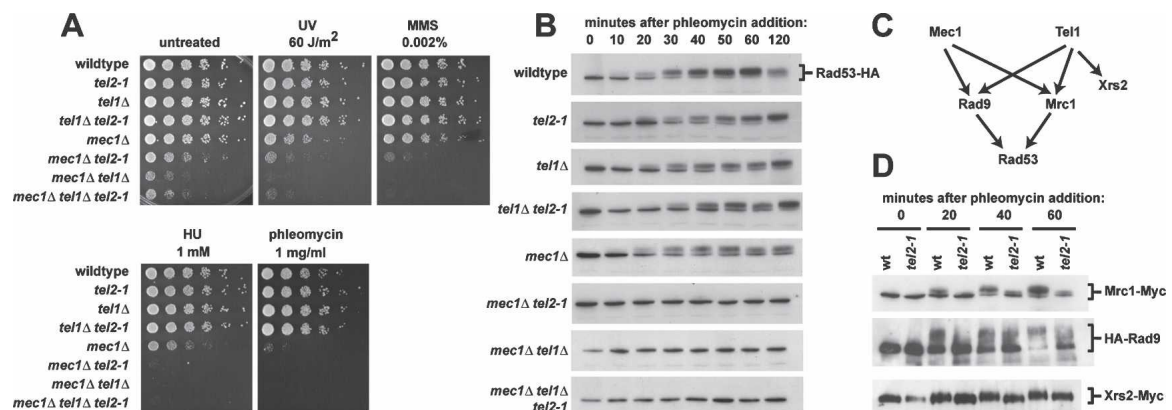 A
untreated
UV
60 J/m2
MMS
0.002%
wildtype
tel2-1
tel1Δ
tel1Δ tel2-1
mec1Δ
mec1Δ tel2-1
mec1Δ tel1Δ
mec1Δ tel1Δ tel2-1
HU
1 mM
phleomycin
1 mg/ml
wildtype
tel2-1
tel1Δ
tel1Δ tel2-1
mec1Δ
mec1Δ tel2-1
mec1Δ tel1Δ
mec1Δ tel1Δ tel2-1
B
minutes after phleomycin addition:
0 10 20 30 40 50 60 120
wildtype
Rad53-HA
tel2-1
tel1Δ
tel1Δ tel2-1
mec1Δ
mec1Δ tel2-1
mec1Δ tel1Δ
mec1Δ tel1Δ
tel2-1
C
Mec1 Tel1
Xrs2
Rad9 Mrc1
Rad53
D
minutes after phleomycin addition:
0 20 40 60
wt tel2-1 wt tel2-1 wt tel2-1 wt tel2-1
Mrc1-Myc
HA-Rad9
Xrs2-Myc